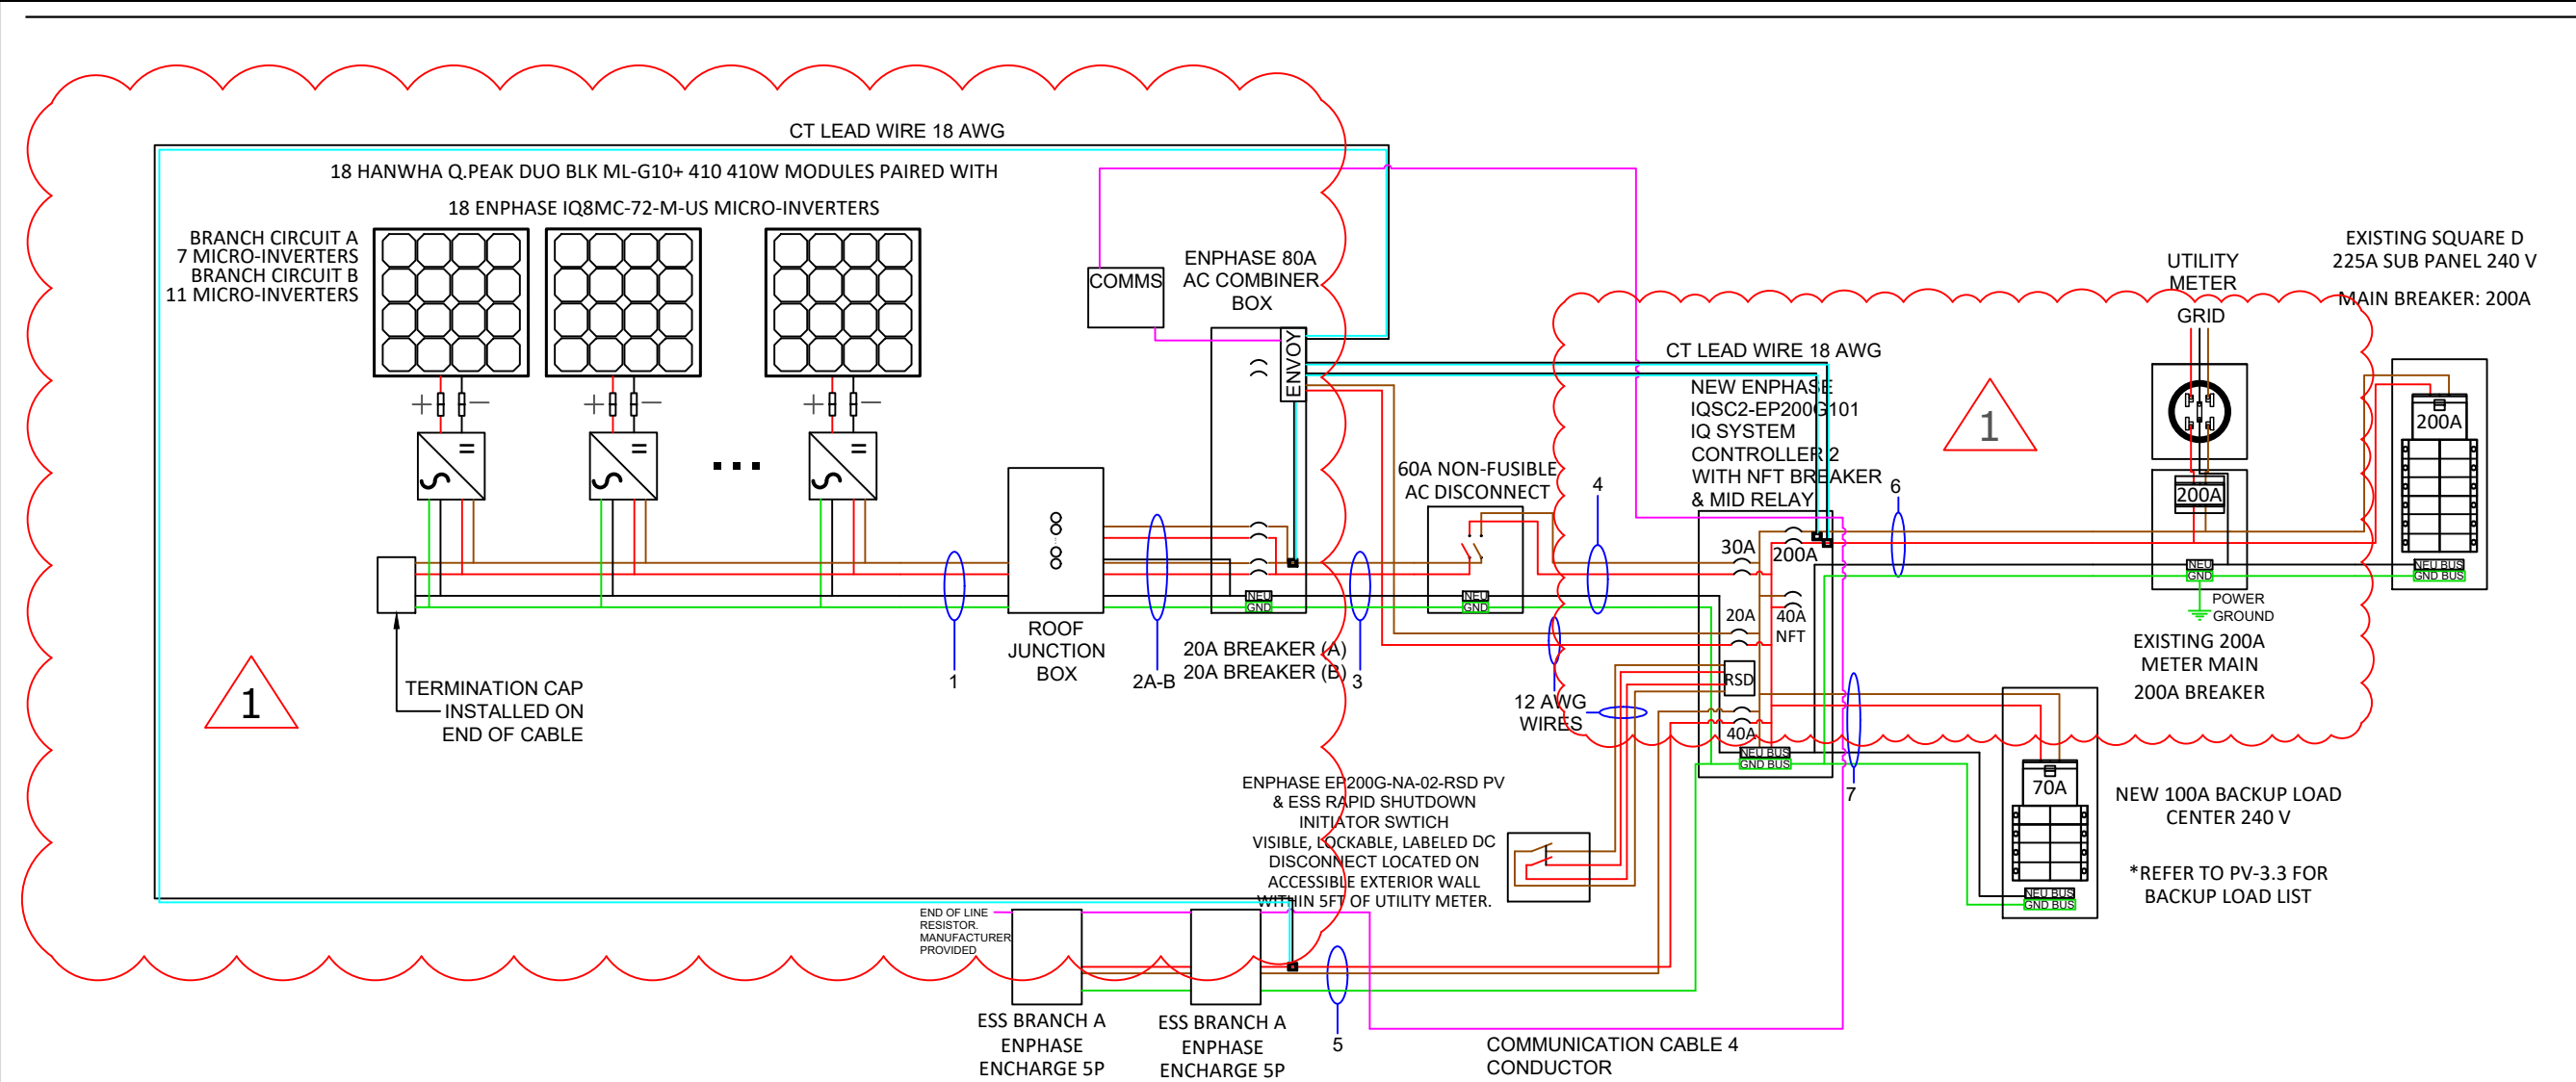 CT LEAD WIRE 18 AWG
18 HANWHA Q.PEAK DUO BLK ML-G10+ 410 410W MODULES PAIRED WITH
18 ENPHASE IQ8MC-72-M-US MICRO-INVERTERS
BRANCH CIRCUIT A
7 MICRO-INVERTERS
BRANCH CIRCUIT B
11 MICRO-INVERTERS
+ −
+ −
+ −
TERMINATION CAP
INSTALLED ON
END OF CABLE
1
1
ROOF
JUNCTION
BOX
2A-B
COMMS
ENPHASE 80A
AC COMBINER
BOX
ENVOY
NEU
GND
20A BREAKER (A)
20A BREAKER (B)
3
60A NON-FUSIBLE
AC DISCONNECT
NEU
GND
4
12 AWG
WIRES
CT LEAD WIRE 18 AWG
NEW ENPHASE
IQSC2-EP200G101
IQ SYSTEM
CONTROLLER 2
WITH NFT BREAKER
& MID RELAY
30A
200A
20A
40A
NFT
RSD
40A
NEU BUS
GND BUS
6
7
1
UTILITY
METER
GRID
200A
NEU
GND
POWER
GROUND
EXISTING 200A
METER MAIN
200A BREAKER
EXISTING SQUARE D
225A SUB PANEL 240 V
MAIN BREAKER: 200A
200A
NEU BUS
GND BUS
70A
NEU BUS
GND BUS
NEW 100A BACKUP LOAD
CENTER 240 V
*REFER TO PV-3.3 FOR
BACKUP LOAD LIST
ENPHASE EP200G-NA-02-RSD PV
& ESS RAPID SHUTDOWN
INITIATOR SWTICH
VISIBLE, LOCKABLE, LABELED DC
DISCONNECT LOCATED ON
ACCESSIBLE EXTERIOR WALL
WITHIN 5FT OF UTILITY METER.
END OF LINE
RESISTOR.
MANUFACTURER
PROVIDED
ESS BRANCH A
ENPHASE
ENCHARGE 5P
ESS BRANCH A
ENPHASE
ENCHARGE 5P
5
COMMUNICATION CABLE 4
CONDUCTOR